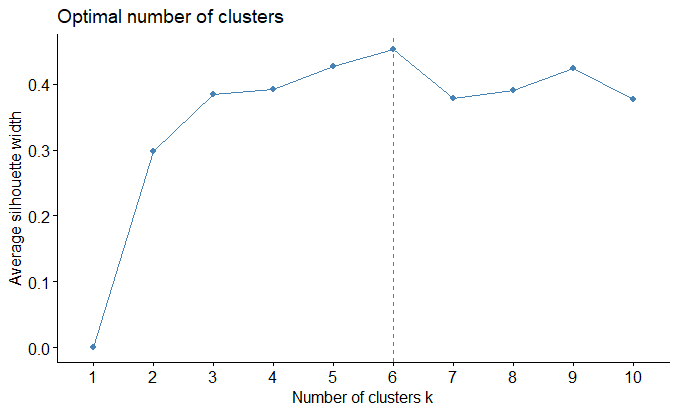 Optimal number of clusters
Average silhouette width
0.4
0.3
0.2
0.1
0.0
1 2 3 4 5 6 7 8 9 10
Number of clusters k